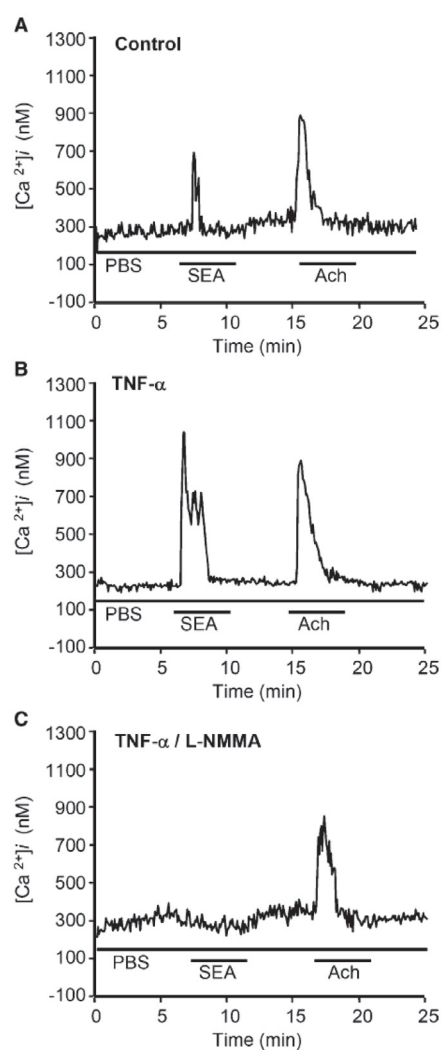 A
Control
[Ca 2+]i (nM)
1300
1100
900
700
500
300
100
-100
PBS
SEA
Ach
0 5 10 15 20 25
Time (min)
B
TNF-α
[Ca 2+]i (nM)
1300
1100
900
700
500
300
100
-100
PBS
SEA
Ach
0 5 10 15 20 25
Time (min)
C
TNF-α / L-NMMA
[Ca 2+]i (nM)
1300
1100
900
700
500
300
100
-100
PBS
SEA
Ach
0 5 10 15 20 25
Time (min)